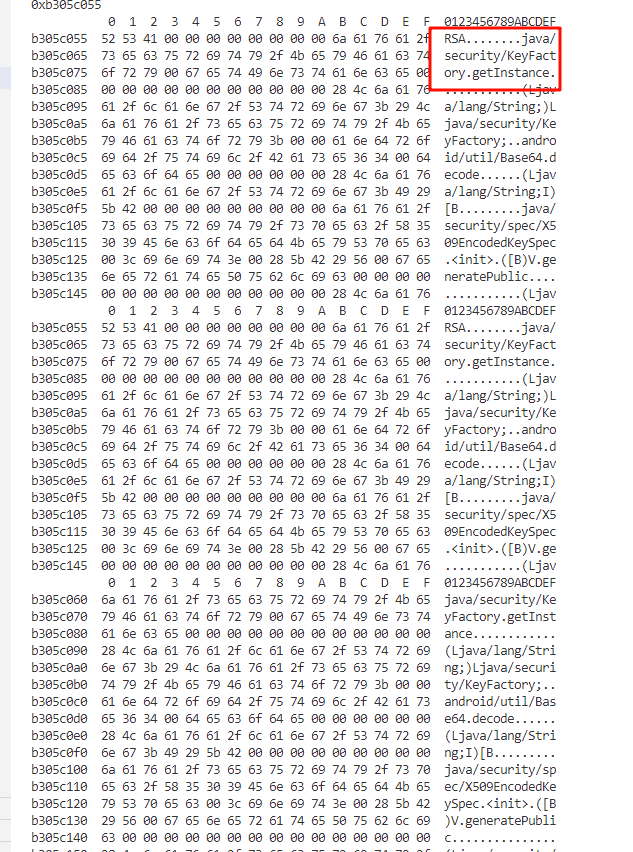 0xb305c055
0 1 2 3 4 5 6 7 8 9 A B C D E F 0123456789ABCDEF
b305c055 52 53 41 00 00 00 00 00 00 00 00 6a 61 76 61 2f RSA........java/
b305c065 73 65 63 75 72 69 74 79 2f 4b 65 79 46 61 63 74 security/KeyFact
b305c075 6f 72 79 00 67 65 74 49 6e 73 74 61 6e 63 65 00 ory.getInstance.
b305c085 00 00 00 00 00 00 00 00 00 00 00 28 4c 6a 61 76 ...........(Ljav
b305c095 61 2f 6c 61 6e 67 2f 53 74 72 69 6e 67 3b 29 4c a/lang/String;)L
b305c0a5 6a 61 76 61 2f 73 65 63 75 72 69 74 79 2f 4b 65 java/security/Ke
b305c0b5 79 46 61 63 74 6f 72 79 3b 00 00 61 6e 64 72 6f yFactory;..andro
b305c0c5 69 64 2f 75 74 69 6c 2f 42 61 73 65 36 34 00 64 id/util/Base64.d
b305c0d5 65 63 6f 64 65 00 00 00 00 00 00 28 4c 6a 61 76 ecode......(Ljav
b305c0e5 61 2f 6c 61 6e 67 2f 53 74 72 69 6e 67 3b 49 29 a/lang/String;I)
b305c0f5 5b 42 00 00 00 00 00 00 00 00 00 6a 61 76 61 2f [B.........java/
b305c105 73 65 63 75 72 69 74 79 2f 73 70 65 63 2f 58 35 security/spec/X5
b305c115 30 39 45 6e 63 6f 64 65 64 4b 65 79 53 70 65 63 09EncodedKeySpec
b305c125 00 3c 69 6e 69 74 3e 00 28 5b 42 29 56 00 67 65 .<init>.([B)V.ge
b305c135 6e 65 72 61 74 65 50 75 62 6c 69 63 00 00 00 00 neratePublic....
b305c145 00 00 00 00 00 00 00 00 00 00 00 28 4c 6a 61 76 ...........(Ljav
0 1 2 3 4 5 6 7 8 9 A B C D E F 0123456789ABCDEF
b305c055 52 53 41 00 00 00 00 00 00 00 00 6a 61 76 61 2f RSA........java/
b305c065 73 65 63 75 72 69 74 79 2f 4b 65 79 46 61 63 74 security/KeyFact
b305c075 6f 72 79 00 67 65 74 49 6e 73 74 61 6e 63 65 00 ory.getInstance.
b305c085 00 00 00 00 00 00 00 00 00 00 00 28 4c 6a 61 76 ...........(Ljav
b305c095 61 2f 6c 61 6e 67 2f 53 74 72 69 6e 67 3b 29 4c a/lang/String;)L
b305c0a5 6a 61 76 61 2f 73 65 63 75 72 69 74 79 2f 4b 65 java/security/Ke
b305c0b5 79 46 61 63 74 6f 72 79 3b 00 00 61 6e 64 72 6f yFactory;..andro
b305c0c5 69 64 2f 75 74 69 6c 2f 42 61 73 65 36 34 00 64 id/util/Base64.d
b305c0d5 65 63 6f 64 65 00 00 00 00 00 00 28 4c 6a 61 76 ecode......(Ljav
b305c0e5 61 2f 6c 61 6e 67 2f 53 74 72 69 6e 67 3b 49 29 a/lang/String;I)
b305c0f5 5b 42 00 00 00 00 00 00 00 00 00 6a 61 76 61 2f [B.........java/
b305c105 73 65 63 75 72 69 74 79 2f 73 70 65 63 2f 58 35 security/spec/X5
b305c115 30 39 45 6e 63 6f 64 65 64 4b 65 79 53 70 65 63 09EncodedKeySpec
b305c125 00 3c 69 6e 69 74 3e 00 28 5b 42 29 56 00 67 65 .<init>.([B)V.ge
b305c145 00 00 00 00 00 00 00 00 00 00 00 28 4c 6a 61 76 ...........(Ljav
0 1 2 3 4 5 6 7 8 9 A B C D E F 0123456789ABCDEF
b305c060 6a 61 76 61 2f 73 65 63 75 72 69 74 79 2f 4b 65 java/security/Ke
b305c070 79 46 61 63 74 6f 72 79 00 67 65 74 49 6e 73 74 yFactory.getInst
b305c080 61 6e 63 65 00 00 00 00 00 00 00 00 00 00 00 00 ance............
b305c090 28 4c 6a 61 76 61 2f 6c 61 6e 67 2f 53 74 72 69 (Ljava/lang/Stri
b305c0a0 6e 67 3b 29 4c 6a 61 76 61 2f 73 65 63 75 72 69 ng;)Ljava/securi
b305c0b0 74 79 2f 4b 65 79 46 61 63 74 6f 72 79 3b 00 00 ty/KeyFactory;..
b305c0c0 61 6e 64 72 6f 69 64 2f 75 74 69 6c 2f 42 61 73 android/util/Bas
b305c0d0 65 36 34 00 64 65 63 6f 64 65 00 00 00 00 00 00 e64.decode......
b305c0e0 28 4c 6a 61 76 61 2f 6c 61 6e 67 2f 53 74 72 69 (Ljava/lang/Stri
b305c0f0 6e 67 3b 49 29 5b 42 00 00 00 00 00 00 00 00 00 ng;I)[B.........
b305c100 6a 61 76 61 2f 73 65 63 75 72 69 74 79 2f 73 70 java/security/sp
b305c110 65 63 2f 58 35 30 39 45 6e 63 6f 64 65 64 4b 65 ec/X509EncodedKe
b305c120 79 53 70 65 63 00 3c 69 6e 69 74 3e 00 28 5b 42 ySpec.<init>.([B
b305c130 29 56 00 67 65 6e 65 72 61 74 65 50 75 62 6c 69 )V.generatePubli
b305c140 63 00 00 00 00 00 00 00 00 00 00 00 00 00 00 00 c...............